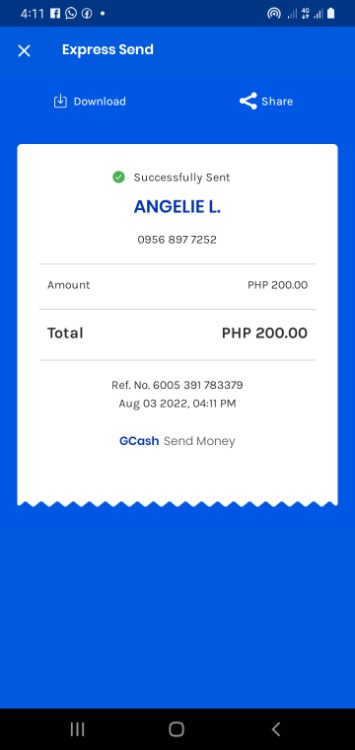 4:11
Express Send
Download
Share
Successfully Sent
ANGELIE L.
0956 897 7252
Amount PHP 200.00
Total PHP 200.00
Ref. No. 6005 391 783379
Aug 03 2022, 04:11 PM
GCash Send Money